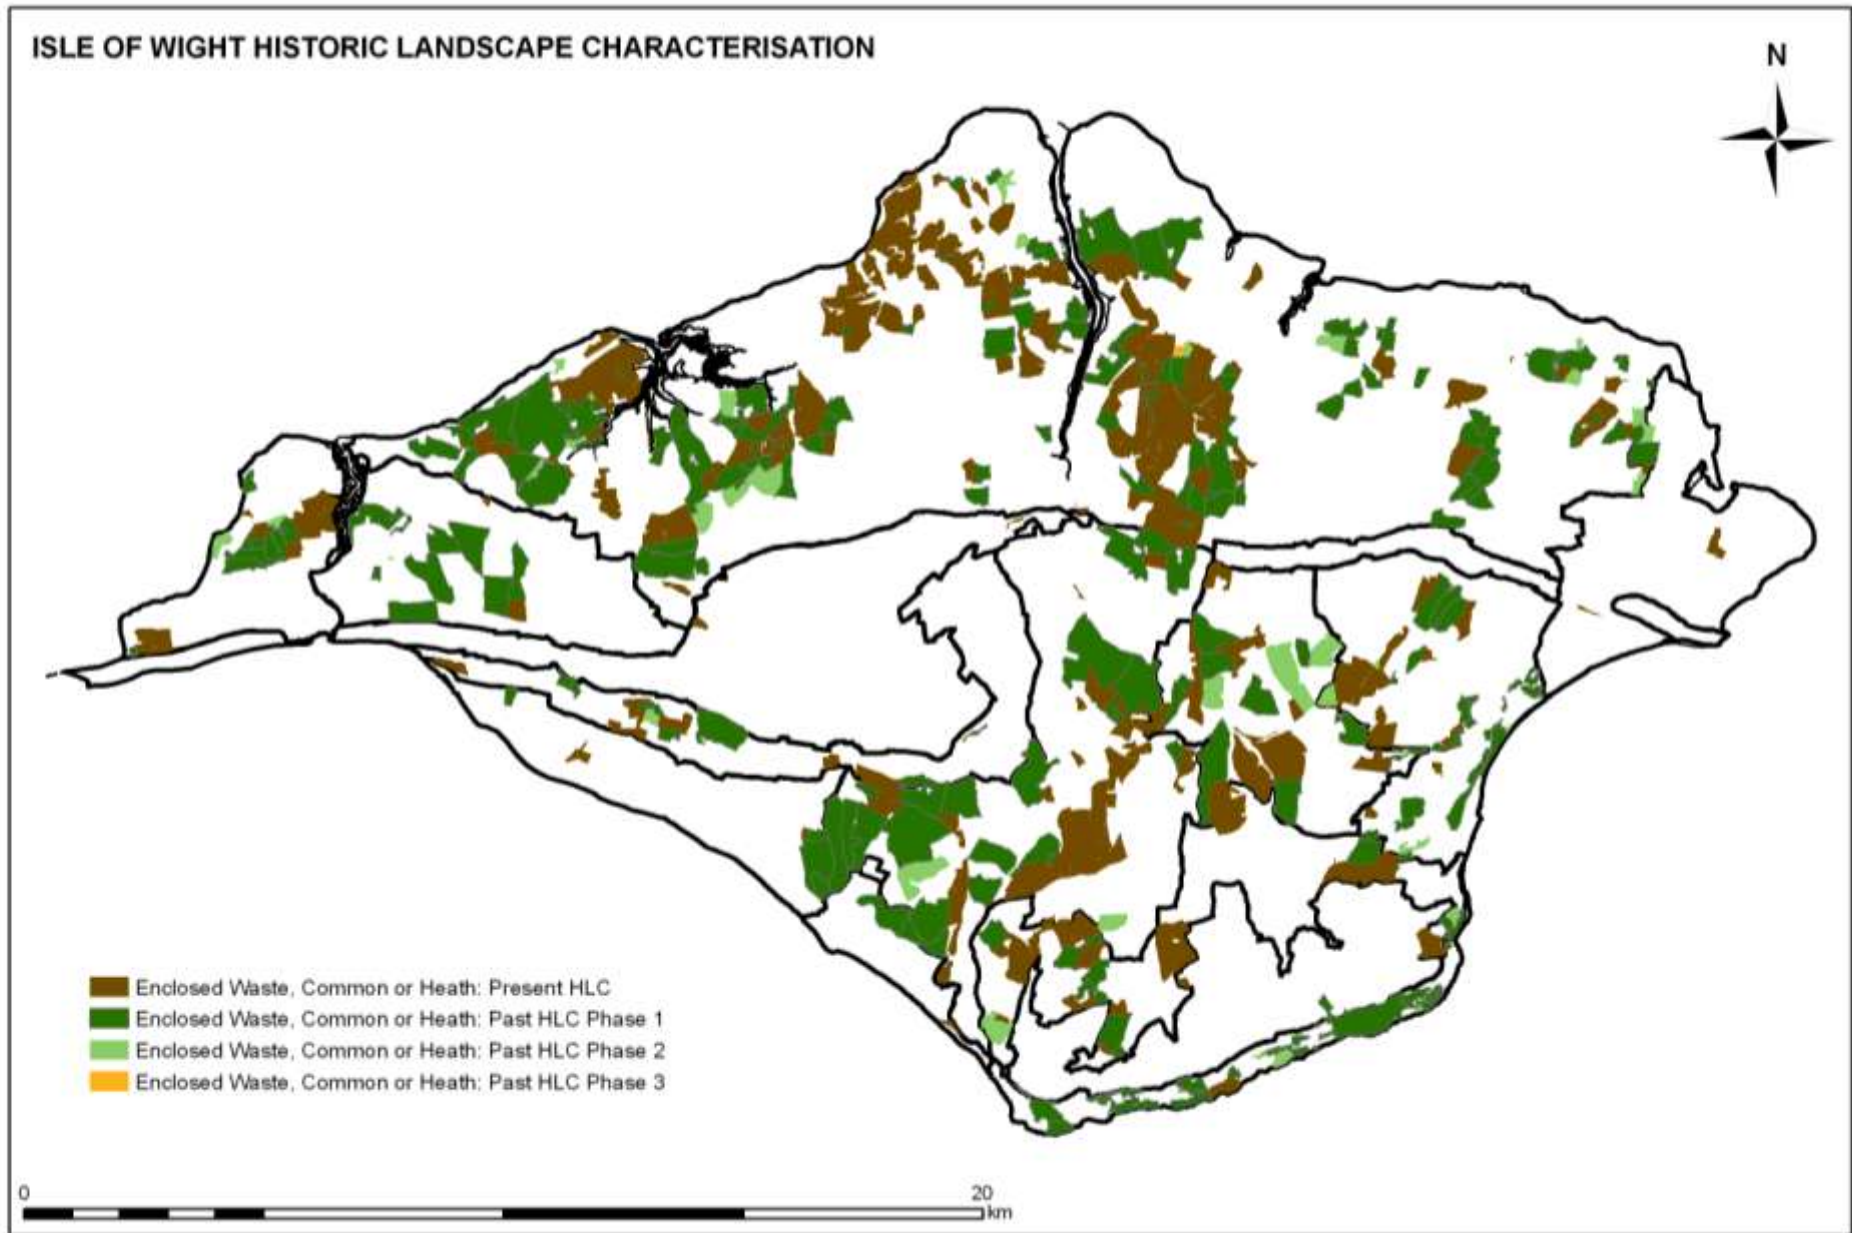 ISLE OF WIGHT HISTORIC LANDSCAPE CHARACTERISATION
N
Enclosed Waste, Common or Heath: Present HLC
Enclosed Waste, Common or Heath: Past HLC Phase 1
Enclosed Waste, Common or Heath: Past HLC Phase 2
Enclosed Waste, Common or Heath: Past HLC Phase 3
0 20
km